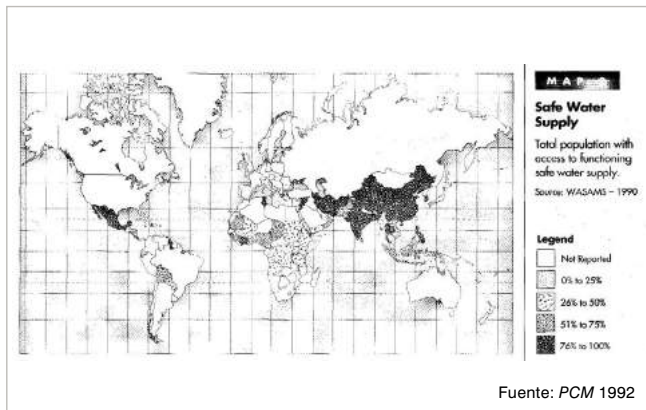 M A P
Safe Water
Supply
Total population with
access to functioning
safe water supply.
Source: WASAMS – 1990
Legend
Not Reported
0% to 25%
26% to 50%
51% to 75%
76% to 100%
Fuente: PCM 1992